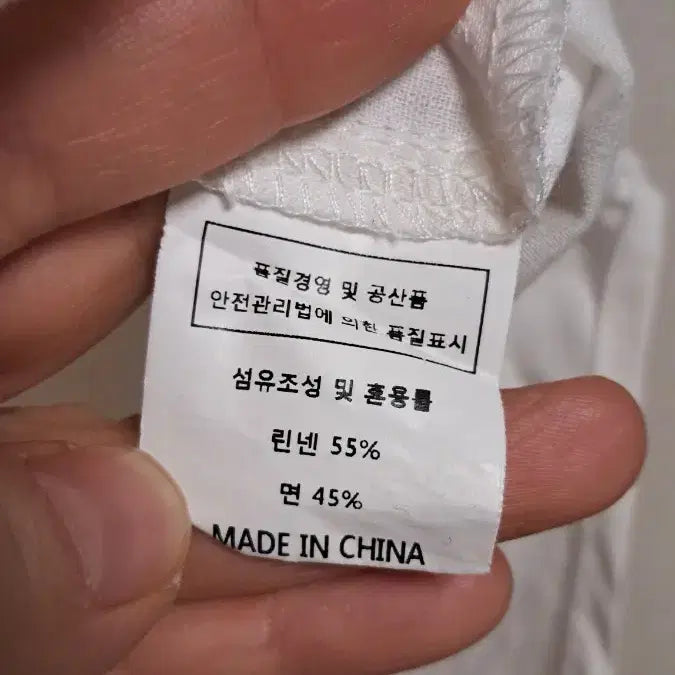 품질경영 및 공산품
안전관리법에 의한 품질표시
섬유조성 및 혼용률
린넨 55%
면 45%
MADE IN CHINA